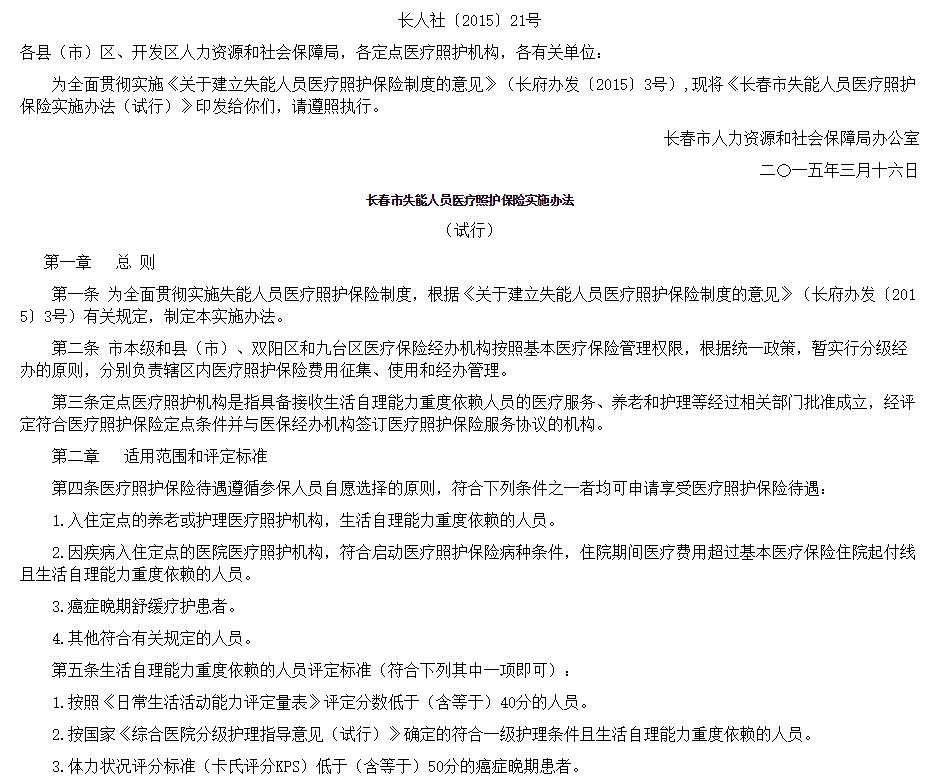 长人社〔2015〕21号
各县（市）区、开发区人力资源和社会保障局，各定点医疗照护机构，各有关单位：
为全面贯彻实施《关于建立失能人员医疗照护保险制度的意见》（长府办发〔2015〕3号）,现将《长春市失能人员医疗照护
保险实施办法（试行）》印发给你们，请遵照执行。
长春市人力资源和社会保障局办公室
二〇一五年三月十六日
长春市失能人员医疗照护保险实施办法
（试行）
第一章 总 则
第一条 为全面贯彻实施失能人员医疗照护保险制度，根据《关于建立失能人员医疗照护保险制度的意见》（长府办发〔201
5〕3号）有关规定，制定本实施办法。
第二条 市本级和县（市）、双阳区和九台区医疗保险经办机构按照基本医疗保险管理权限，根据统一政策，暂实行分级经
办的原则，分别负责辖区内医疗照护保险费用征集、使用和经办管理。
第三条定点医疗照护机构是指具备接收生活自理能力重度依赖人员的医疗服务、养老和护理等经过相关部门批准成立，经评
定符合医疗照护保险定点条件并与医保经办机构签订医疗照护保险服务协议的机构。
第二章 适用范围和评定标准
第四条医疗照护保险待遇遵循参保人员自愿选择的原则，符合下列条件之一者均可申请享受医疗照护保险待遇：
1.入住定点的养老或护理医疗照护机构，生活自理能力重度依赖的人员。
2.因疾病入住定点的医院医疗照护机构，符合启动医疗照护保险病种条件，住院期间医疗费用超过基本医疗保险住院起付线
且生活自理能力重度依赖的人员。
3.癌症晚期舒缓疗护患者。
4.其他符合有关规定的人员。
第五条生活自理能力重度依赖的人员评定标准（符合下列其中一项即可）：
1.按照《日常生活活动能力评定量表》评定分数低于（含等于）40分的人员。
2.按国家《综合医院分级护理指导意见（试行）》确定的符合一级护理条件且生活自理能力重度依赖的人员。
3.体力状况评分标准（卡氏评分KPS）低于（含等于）50分的癌症晚期患者。